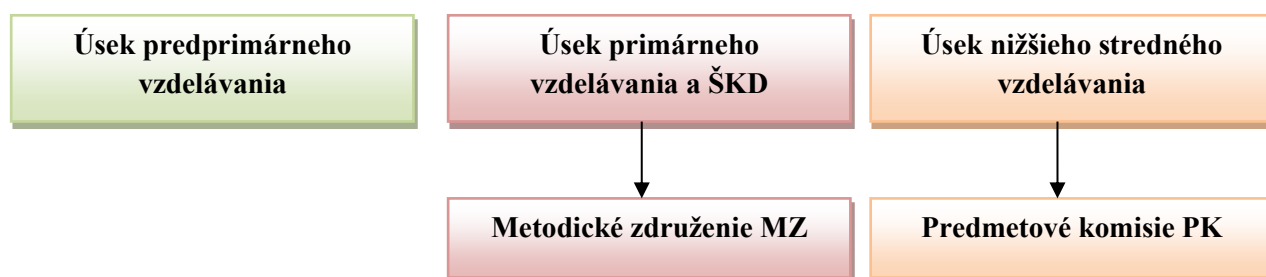 Úsek predprimárneho
vzdelávania
Úsek primárneho
vzdelávania a ŠKD
Úsek nižšieho stredného
vzdelávania
Metodické združenie MZ
Predmetové komisie PK